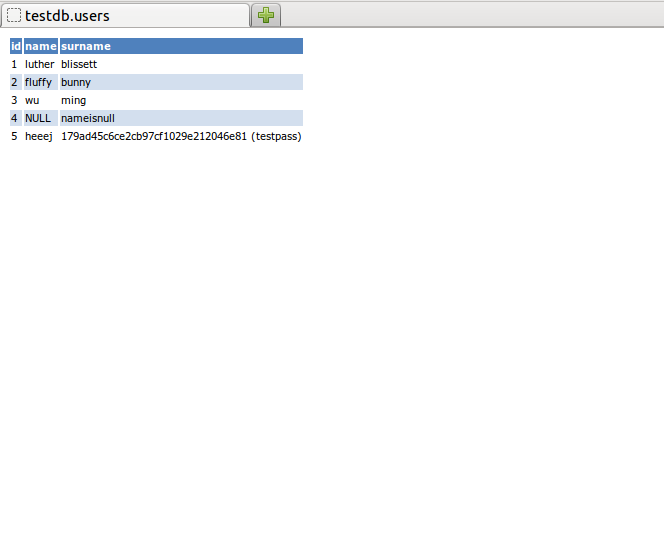 testdb.users
id name surname
1 luther blissett
2 fluffy bunny
3 wu ming
4 NULL nameisnull
5 heeej 179ad45c6ce2cb97cf1029e212046e81 (testpass)